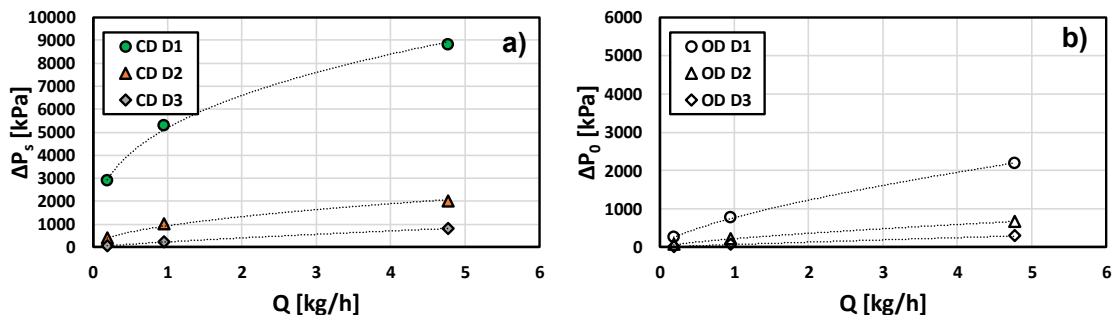 a)
ΔPs [kPa]
10000
9000
8000
7000
6000
5000
4000
3000
2000
1000
0
CD D1
CD D2
CD D3
0 1 2 3 4 5 6
Q [kg/h]
b)
ΔP0 [kPa]
6000
5000
4000
3000
2000
1000
0
OD D1
OD D2
OD D3
0 1 2 3 4 5 6
Q [kg/h]